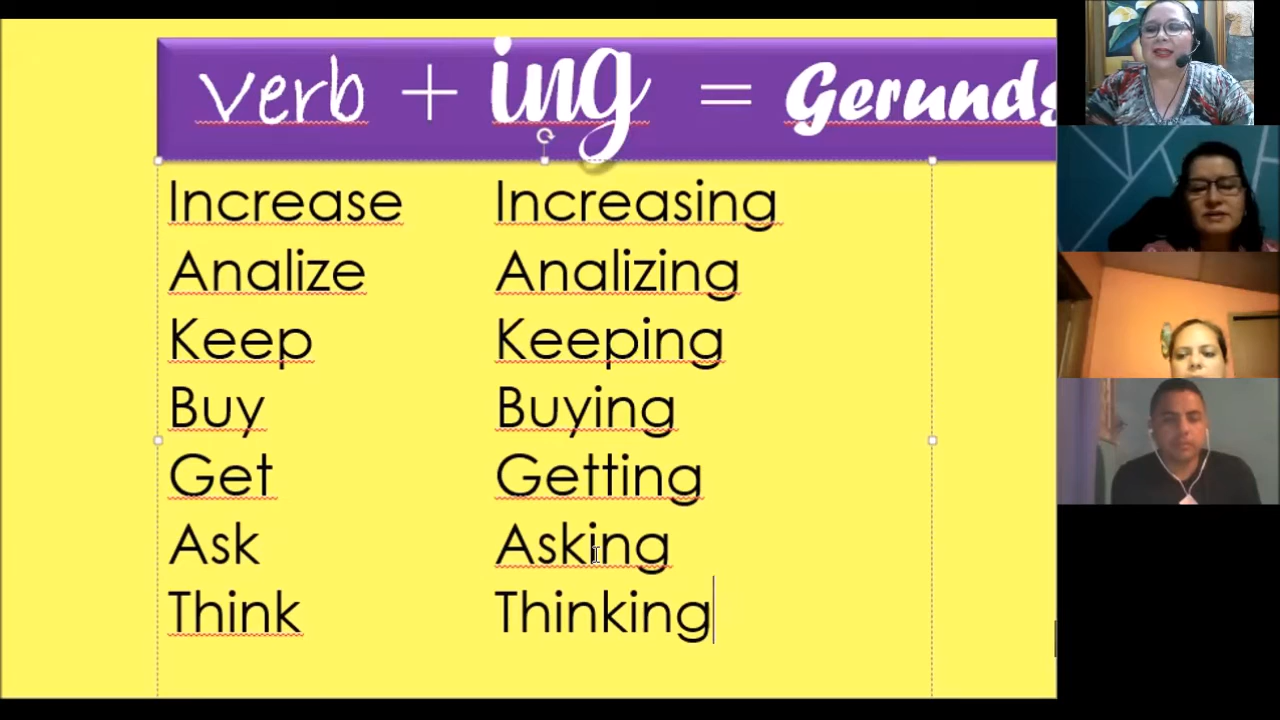 verb + ing = Gerunds
Increase Increasing
Analize Analizing
Keep Keeping
Buy Buying
Get Getting
Ask Asking
Think Thinking